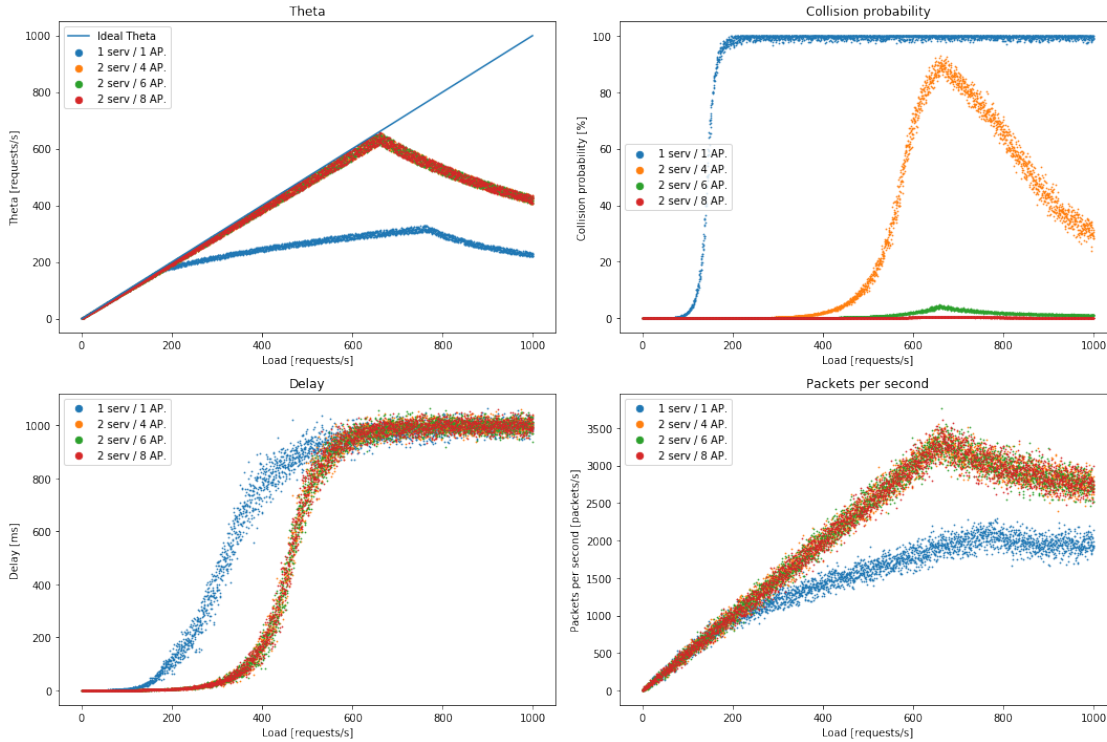 Theta
Theta [requests/s]
1000
800
600
400
200
0
Ideal Theta
1 serv / 1 AP.
2 serv / 4 AP.
2 serv / 6 AP.
2 serv / 8 AP.
0 200 400 600 800 1000
Load [requests/s]
Collision probability
Collision probability [%]
100
80
60
40
20
0
1 serv / 1 AP.
2 serv / 4 AP.
2 serv / 6 AP.
2 serv / 8 AP.
0 200 400 600 800 1000
Load [requests/s]
Delay
Delay [ms]
1000
800
600
400
200
0
1 serv / 1 AP.
2 serv / 4 AP.
2 serv / 6 AP.
2 serv / 8 AP.
0 200 400 600 800 1000
Load [requests/s]
Packets per second
Packets per second [packets/s]
3500
3000
2500
2000
1500
1000
500
0
1 serv / 1 AP.
2 serv / 4 AP.
2 serv / 6 AP.
2 serv / 8 AP.
0 200 400 600 800 1000
Load [requests/s]